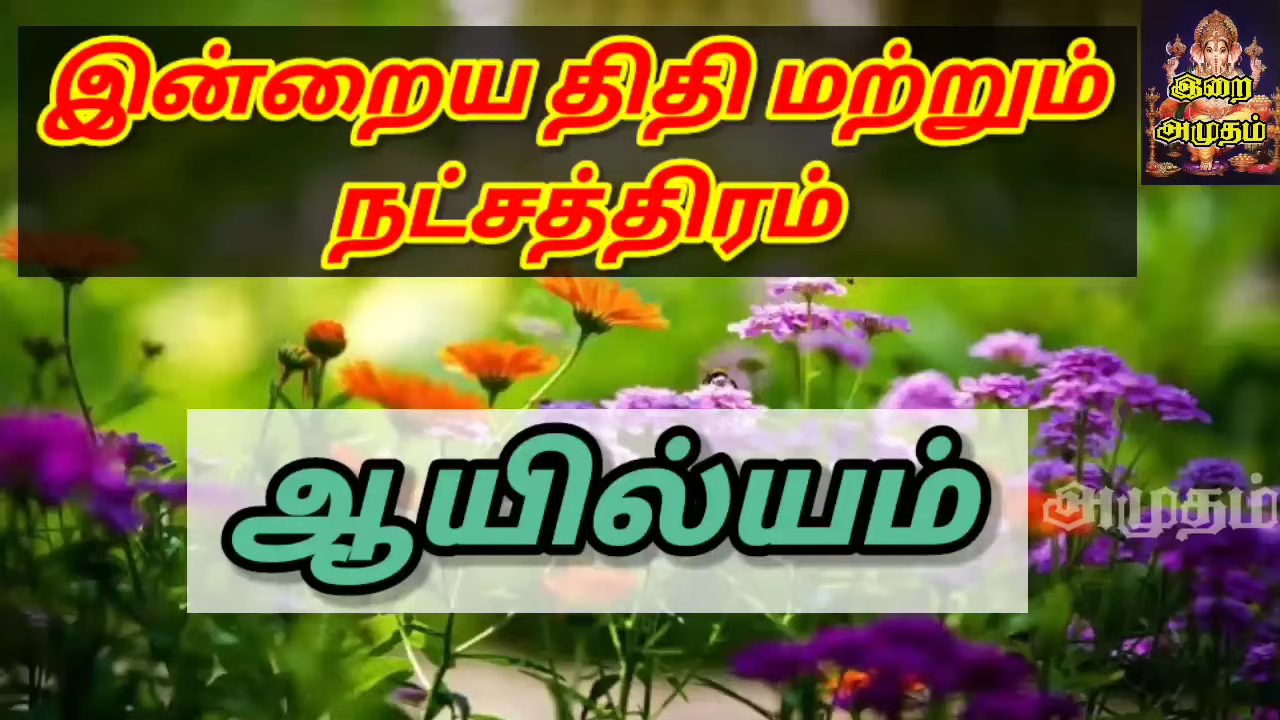 இன்றைய திதி மற்றும்
நட்சத்திரம்
இறை
அமுதம்
ஆயில்யம்
அமுதம்